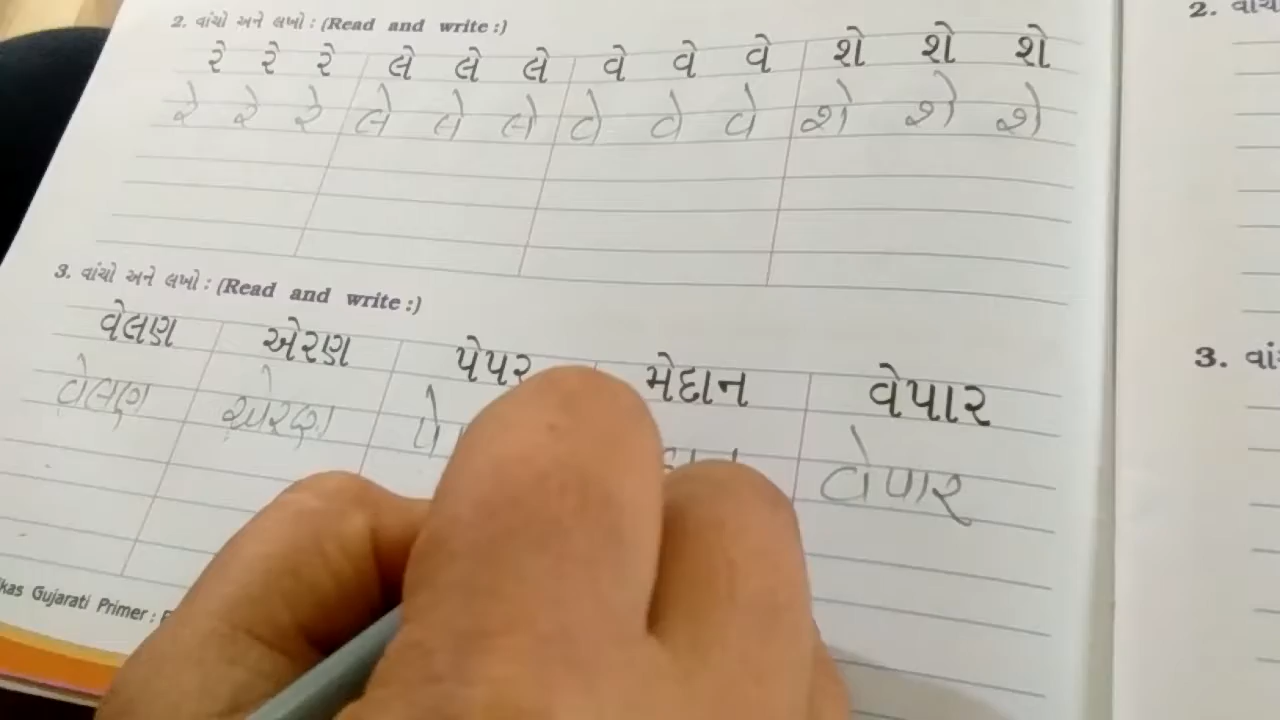 2. વાંચો અને લખો : (Read and write :)
રે રે રે લે લે લે વે વે વે શે શે શે
રે રે રે લે લે લે વે વે વે શે શે શે
3. વાંચો અને લખો : (Read and write :)
વેલણ એરણ પેપર મેદાન વેપાર
વેલણ એરણ પે વેપાર
kas Gujarati Primer :
2.
3.